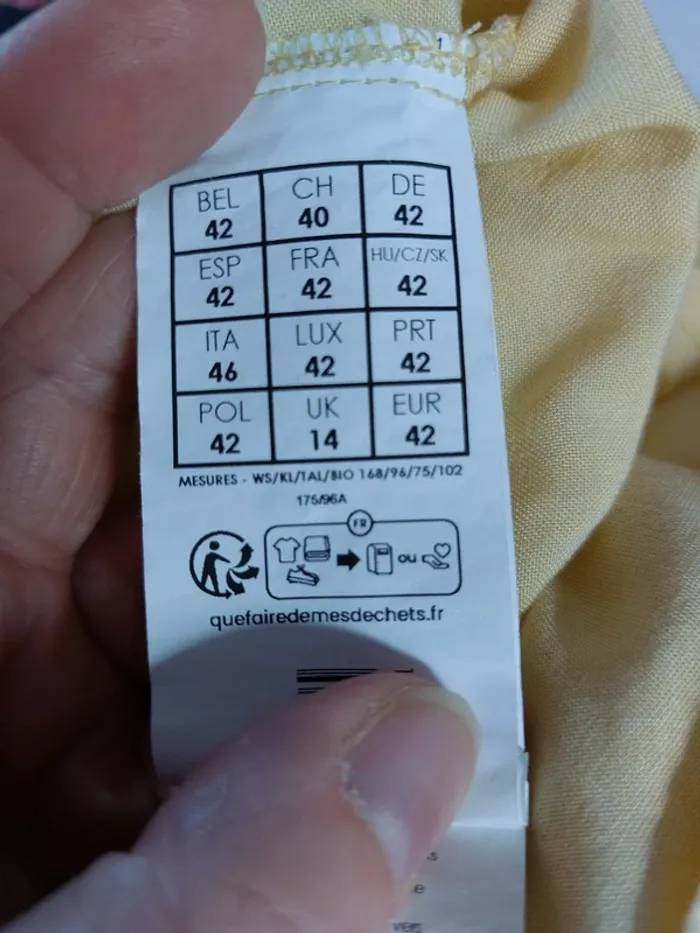 1
BEL CH DE
42 40 42
ESP FRA HU/CZ/SK
42 42 42
ITA LUX PRT
46 42 42
POL UK EUR
42 14 42
MESURES - WS/KL/TAL/BIO 168/96/75/102
175/96A
FR
ou
quefairedemesdechets.fr